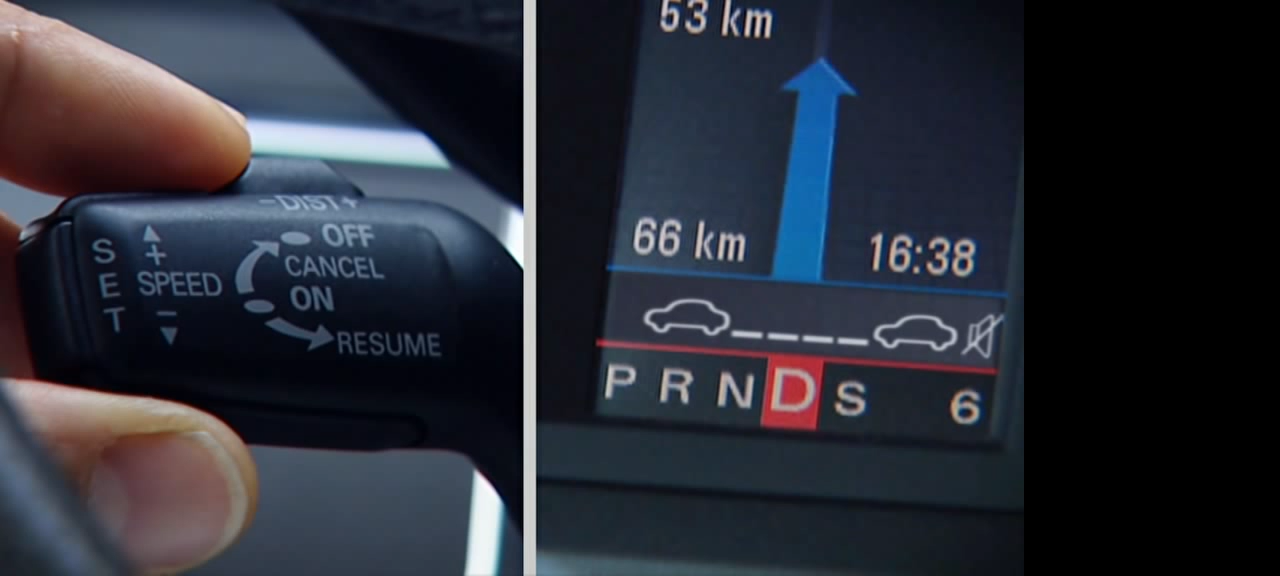 -DIST+
SET
+
SPEED
-
OFF
CANCEL
ON
RESUME
53 km
66 km
16:38
P R N D S 6